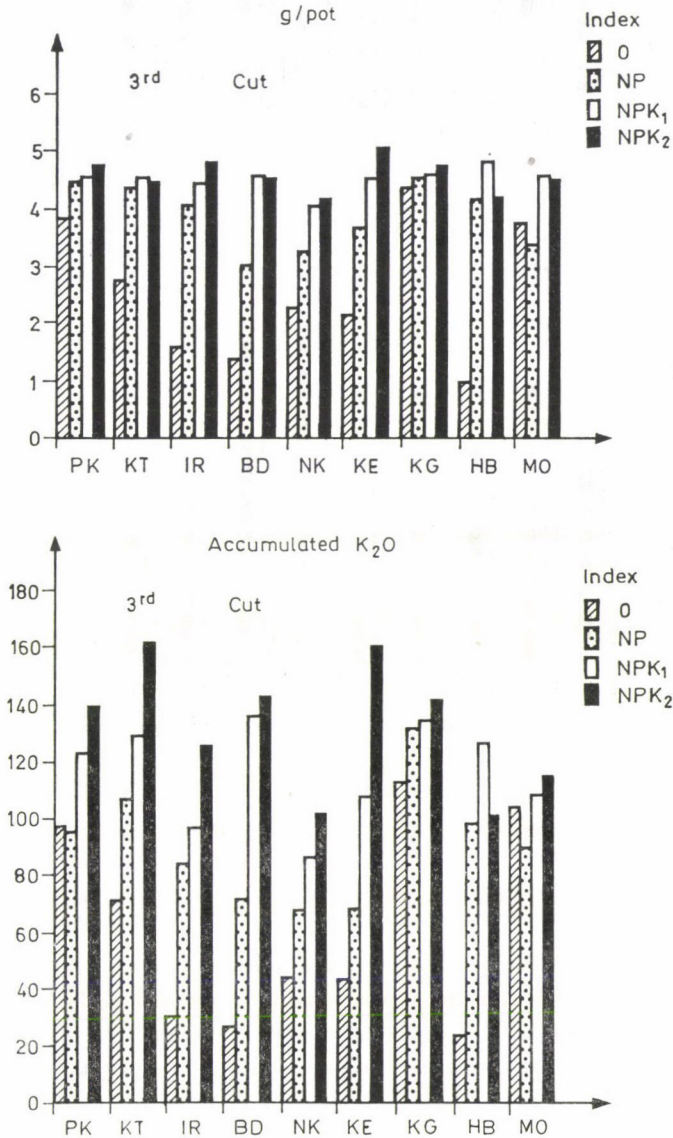 g/pot
Index
0
NP
NPK₁
NPK₂
3rd Cut
6
5
4
3
2
1
0
PK KT IR BD NK KE KG HB MO
Accumulated K₂O
Index
0
NP
NPK₁
NPK₂
3rd Cut
180
160
140
120
100
80
60
40
20
0
PK KT IR BD NK KE KG HB MO